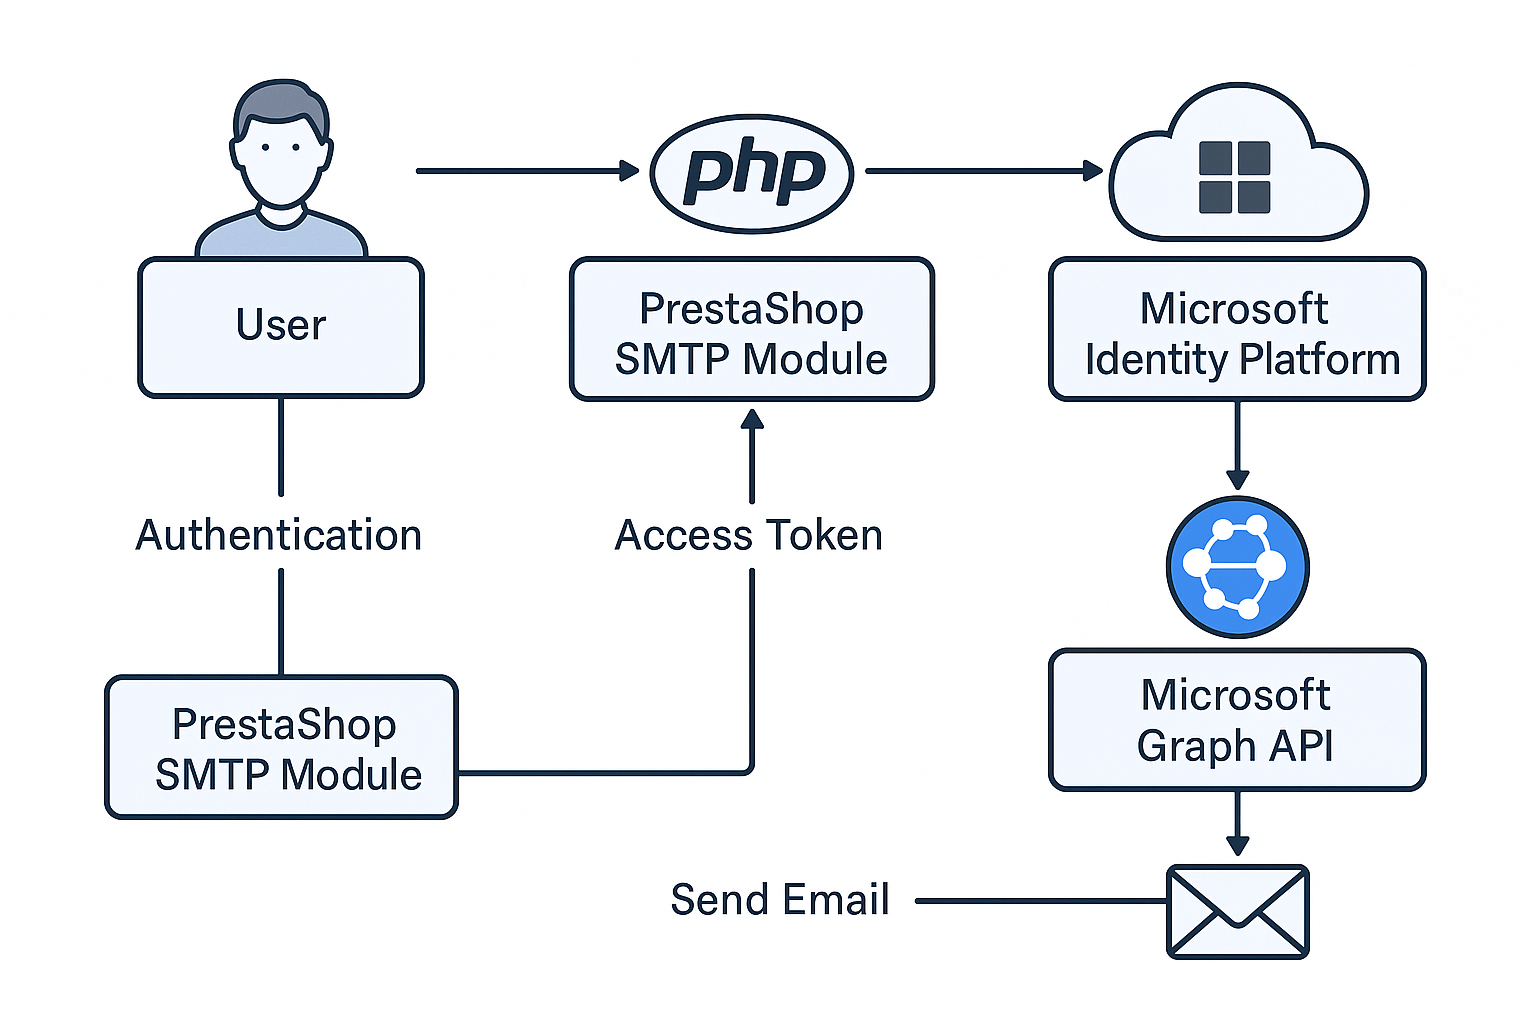 php
User
PrestaShop
SMTP Module
Microsoft
Identity Platform
Authentication
Access Token
PrestaShop
SMTP Module
Microsoft
Graph API
Send Email